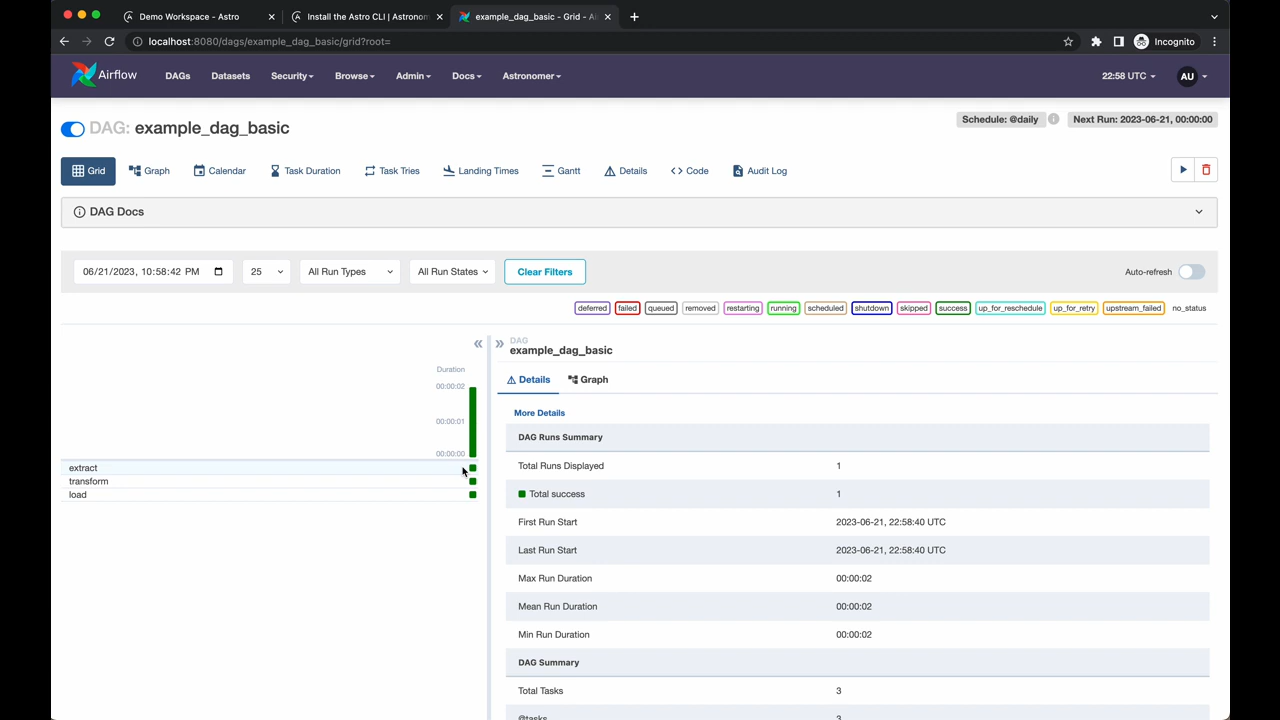 Demo Workspace - Astro
Install the Astro CLI | Astronom
example_dag_basic - Grid - Ai
localhost:8080/dags/example_dag_basic/grid?root=
Incognito
Airflow
DAGs Datasets Security Browse Admin Docs Astronomer
22:58 UTC
AU
DAG: example_dag_basic
Schedule: @daily
Next Run: 2023-06-21, 00:00:00
Grid Graph Calendar Task Duration Task Tries Landing Times Gantt Details Code Audit Log
DAG Docs
06/21/2023, 10:58:42 PM 25 All Run Types All Run States Clear Filters
Auto-refresh
deferred failed queued removed restarting running scheduled shutdown skipped success up_for_reschedule up_for_retry upstream_failed no_status
Duration
00:00:02
00:00:01
00:00:00
extract
transform
load
DAG
example_dag_basic
Details Graph
More Details
DAG Runs Summary
Total Runs Displayed 1
Total success 1
First Run Start 2023-06-21, 22:58:40 UTC
Last Run Start 2023-06-21, 22:58:40 UTC
Max Run Duration 00:00:02
Mean Run Duration 00:00:02
Min Run Duration 00:00:02
DAG Summary
Total Tasks 3
@tasks 3